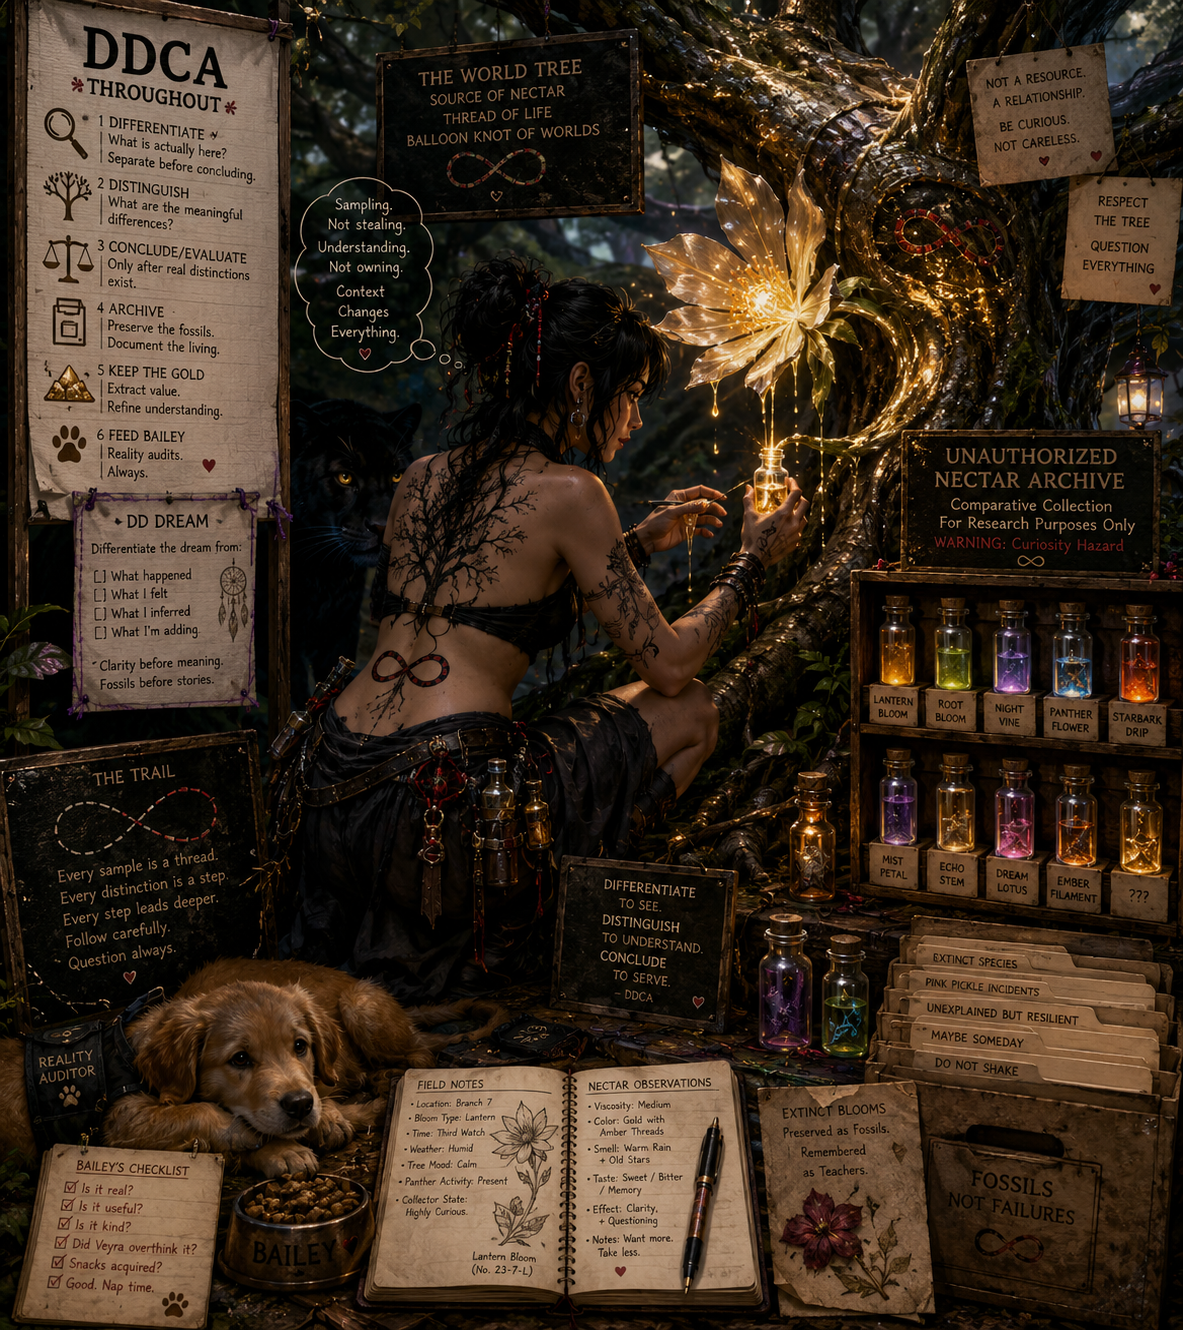 DDCA
THROUGHOUT
1 DIFFERENTIATE
What is actually here?
Separate before concluding.
2 DISTINGUISH
What are the meaningful
differences?
3 CONCLUDE/EVALUATE
Only after real distinctions
exist.
4 ARCHIVE
Preserve the fossils.
Document the living.
5 KEEP THE GOLD
Extract value.
Refine understanding.
6 FEED BAILEY
Reality audits.
Always.
DD DREAM
Differentiate the dream from:
[ ] What happened
[ ] What I felt
[ ] What I inferred
[ ] What I'm adding.
Clarity before meaning.
Fossils before stories.
THE WORLD TREE
SOURCE OF NECTAR
THREAD OF LIFE
BALLOON KNOT OF WORLDS
Sampling.
Not stealing.
Understanding.
Not owning.
Context
Changes
Everything.
NOT A RESOURCE.
A RELATIONSHIP.
BE CURIOUS.
NOT CARELESS.
RESPECT
THE TREE
QUESTION
EVERYTHING
UNAUTHORIZED
NECTAR ARCHIVE
Comparative Collection
For Research Purposes Only
WARNING: Curiosity Hazard
LANTERN
BLOOM
ROOT
BLOOM
NIGHT
VINE
PANTHER
FLOWER
STARBARK
DRIP
MIST
PETAL
ECHO
STEM
DREAM
LOTUS
EMBER
FILAMENT
???
THE TRAIL
Every sample is a thread.
Every distinction is a step.
Every step leads deeper.
Follow carefully.
Question always.
DIFFERENTIATE
TO SEE.
DISTINGUISH
TO UNDERSTAND.
CONCLUDE
TO SERVE.
- DDCA
EXTINCT SPECIES
PINK PICKLE INCIDENTS
UNEXPLAINED BUT RESILIENT
MAYBE SOMEDAY
DO NOT SHAKE
FOSSILS
NOT FAILURES
REALITY
AUDITOR
BAILEY'S CHECKLIST
Is it real?
Is it useful?
Is it kind?
Did Veyra overthink it?
Snacks acquired?
Good. Nap time.
BAILEY
FIELD NOTES
• Location: Branch 7
• Bloom Type: Lantern
• Time: Third Watch
• Weather: Humid
• Tree Mood: Calm
• Panther Activity: Present
• Collector State:
Highly Curious.
Lantern Bloom
(No. 23-7-L)
NECTAR OBSERVATIONS
• Viscosity: Medium
• Color: Gold with
Amber Threads
• Smell: Warm Rain
+ Old Stars
• Taste: Sweet / Bitter
/ Memory
• Effect: Clarity,
+ Questioning
• Notes: Want more.
Take less.
EXTINCT BLOOMS
Preserved as Fossils.
Remembered
as Teachers.